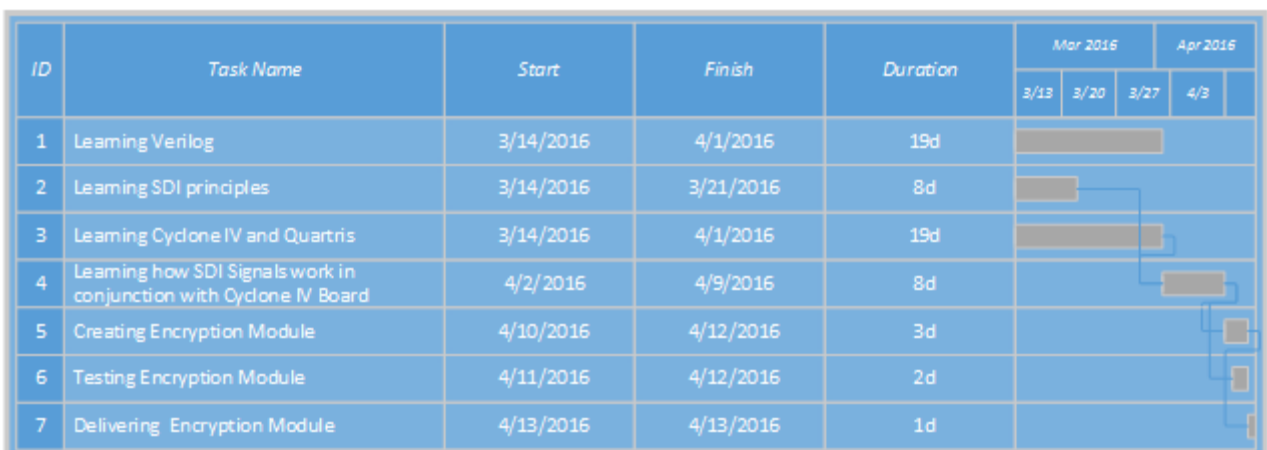 ID Task Name Start Finish Duration Mar 2016 Apr 2016
3/13 3/20 3/27 4/3
1 Learning Verilog 3/14/2016 4/1/2016 19d
2 Learning SDI principles 3/14/2016 3/21/2016 8d
3 Learning Cyclone IV and Quartris 3/14/2016 4/1/2016 19d
4 Learning how SDI Signals work in
conjunction with Cyclone IV Board 4/2/2016 4/9/2016 8d
5 Creating Encryption Module 4/10/2016 4/12/2016 3d
6 Testing Encryption Module 4/11/2016 4/12/2016 2d
7 Delivering Encryption Module 4/13/2016 4/13/2016 1d